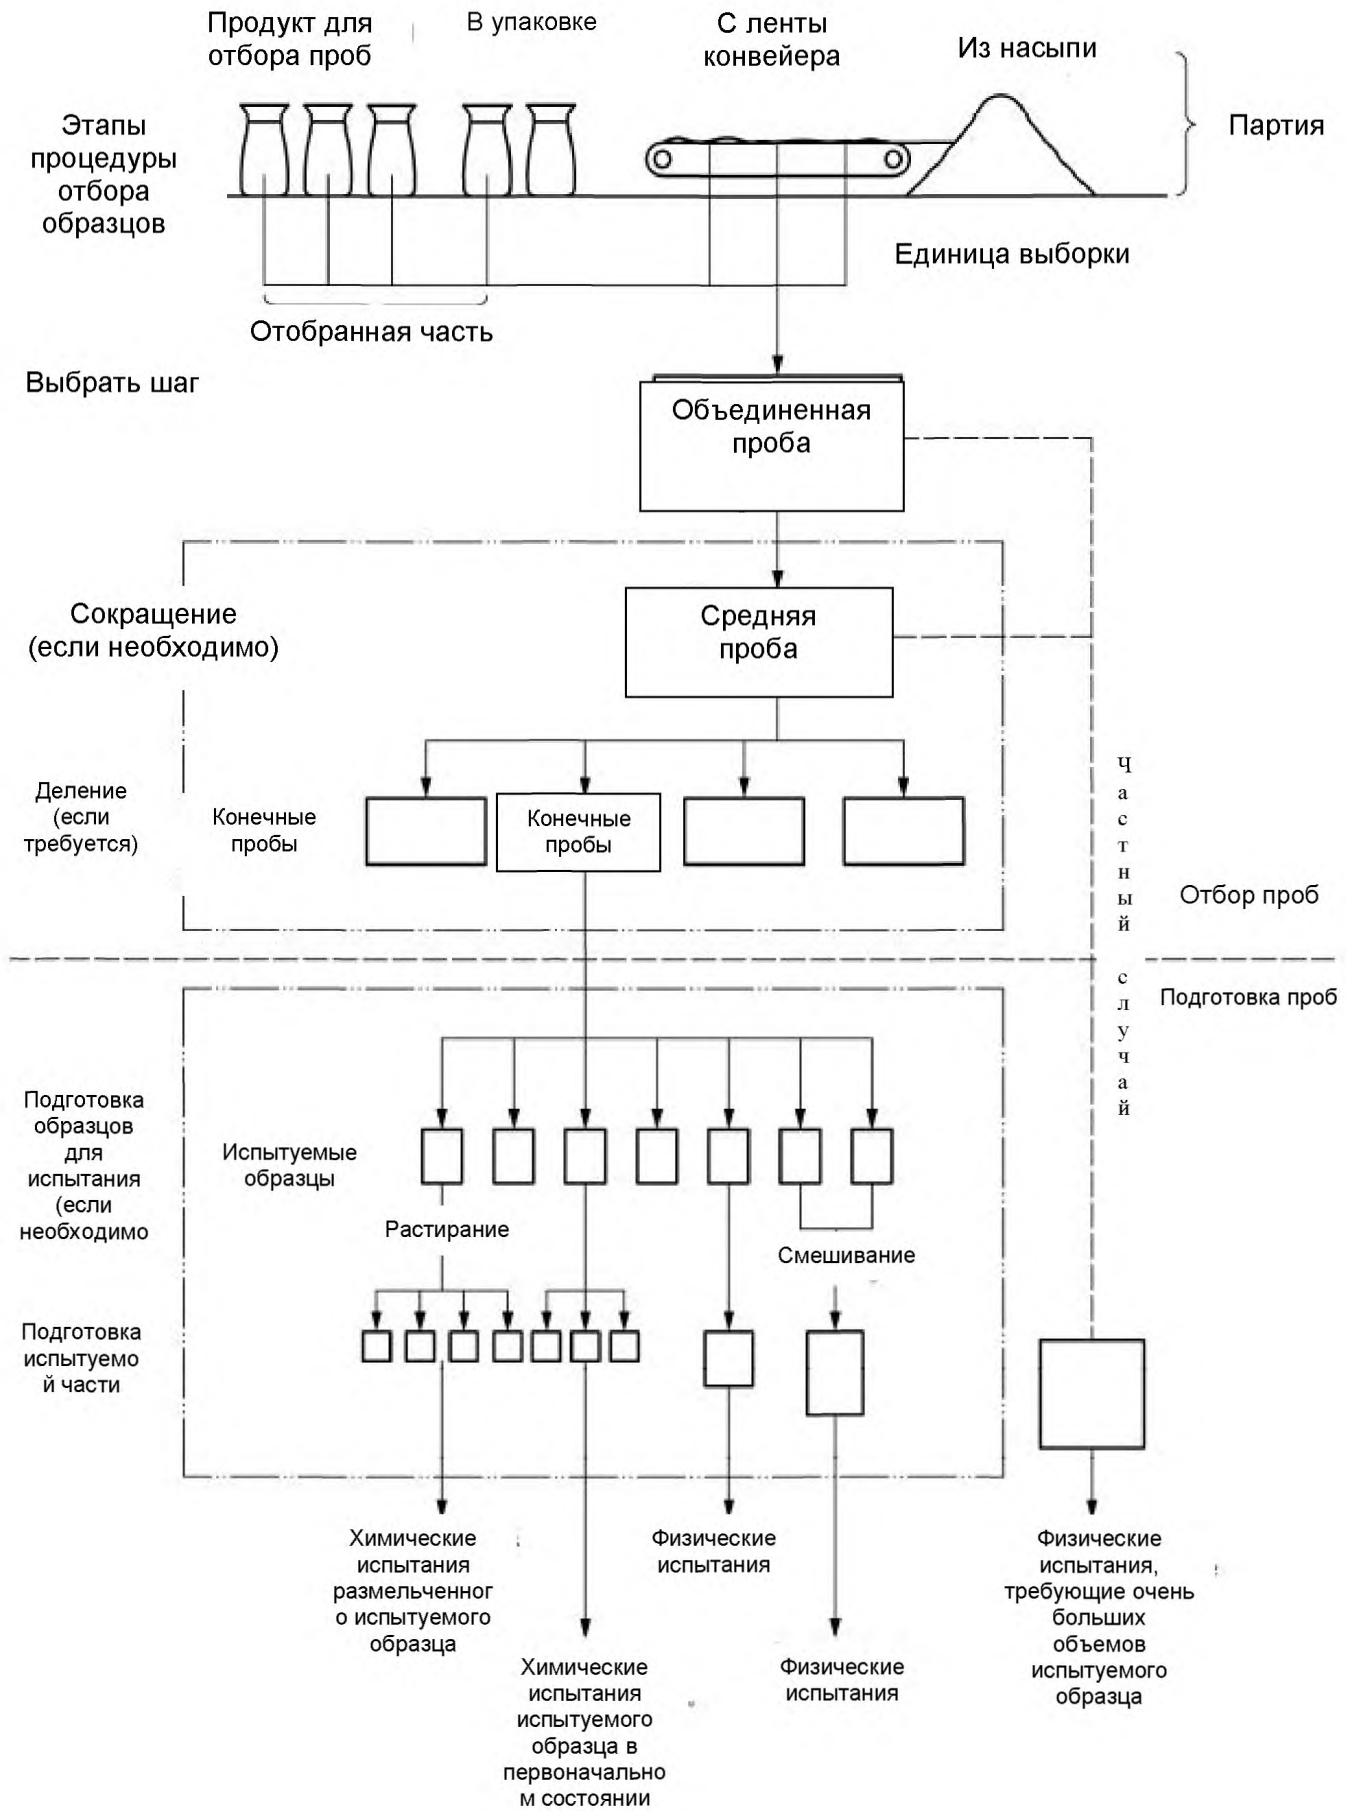 Продукт для
отбора проб
В упаковке
С ленты
конвейера
Из насыпи
Этапы
процедуры
отбора
образцов
Партия
Единица выборки
Отобранная часть
Выбрать шаг
Объединенная
проба
Сокращение
(если необходимо)
Средняя
проба
Деление
(если
требуется)
Конечные
пробы
Конечные
пробы
Частный
случай
Отбор проб
Подготовка проб
Подготовка
образцов
для
испытания
(если
необходимо
Испытуемые
образцы
Растирание
Смешивание
Подготовка
испытуемо
й части
Химические
испытания
размельченног
о испытуемого
образца
Химические
испытания
испытуемого
образца в
первоначально
м состоянии
Физические
испытания
Физические
испытания
Физические
испытания,
требующие очень
больших
объемов
испытуемого
образца